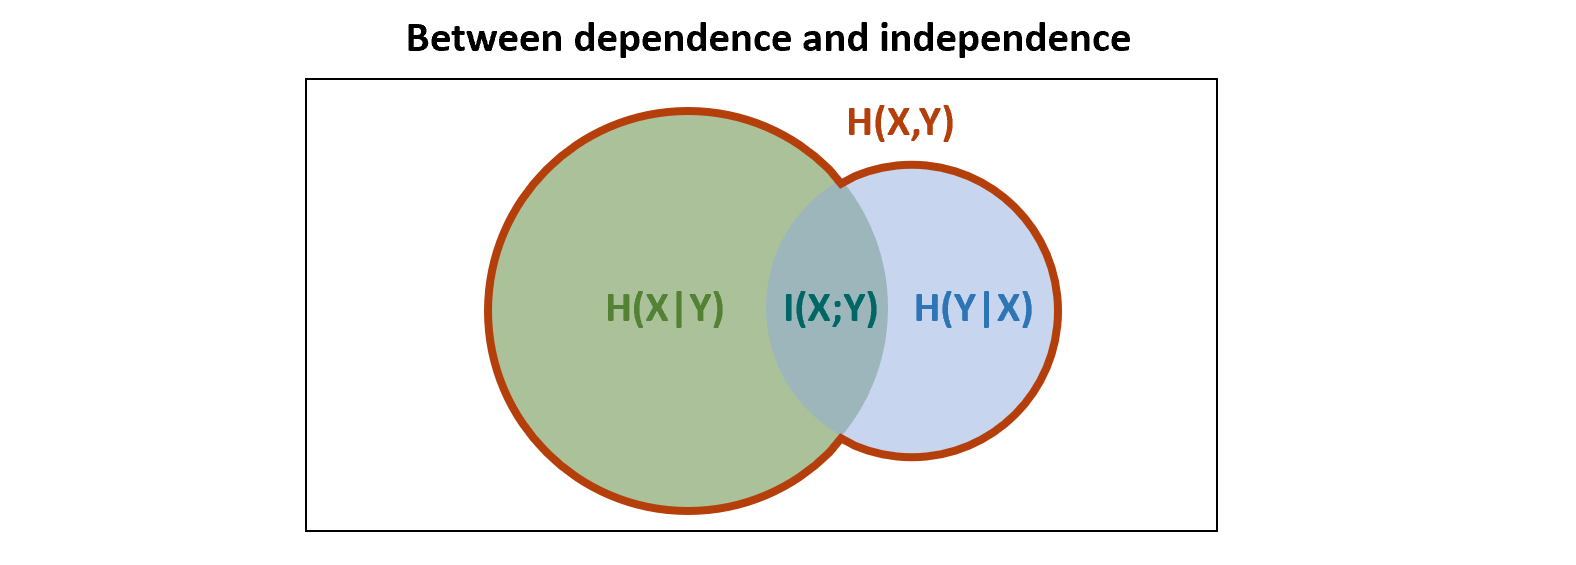 Between dependence and independence
H(X,Y)
H(X|Y)
I(X;Y)
H(Y|X)